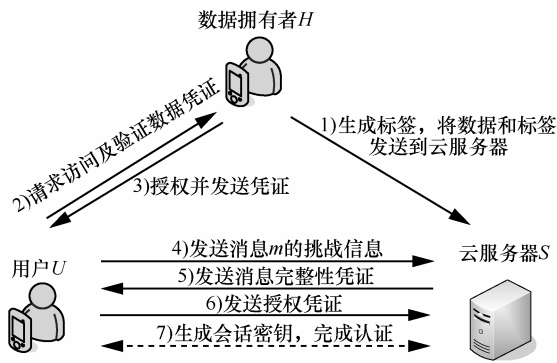 数据拥有者H
1)生成标签，将数据和标签
发送到云服务器
2)请求访问及验证数据凭证
3)授权并发送凭证
4)发送消息m的挑战信息
用户U
云服务器S
5)发送消息完整性凭证
6)发送授权凭证
7)生成会话密钥，完成认证